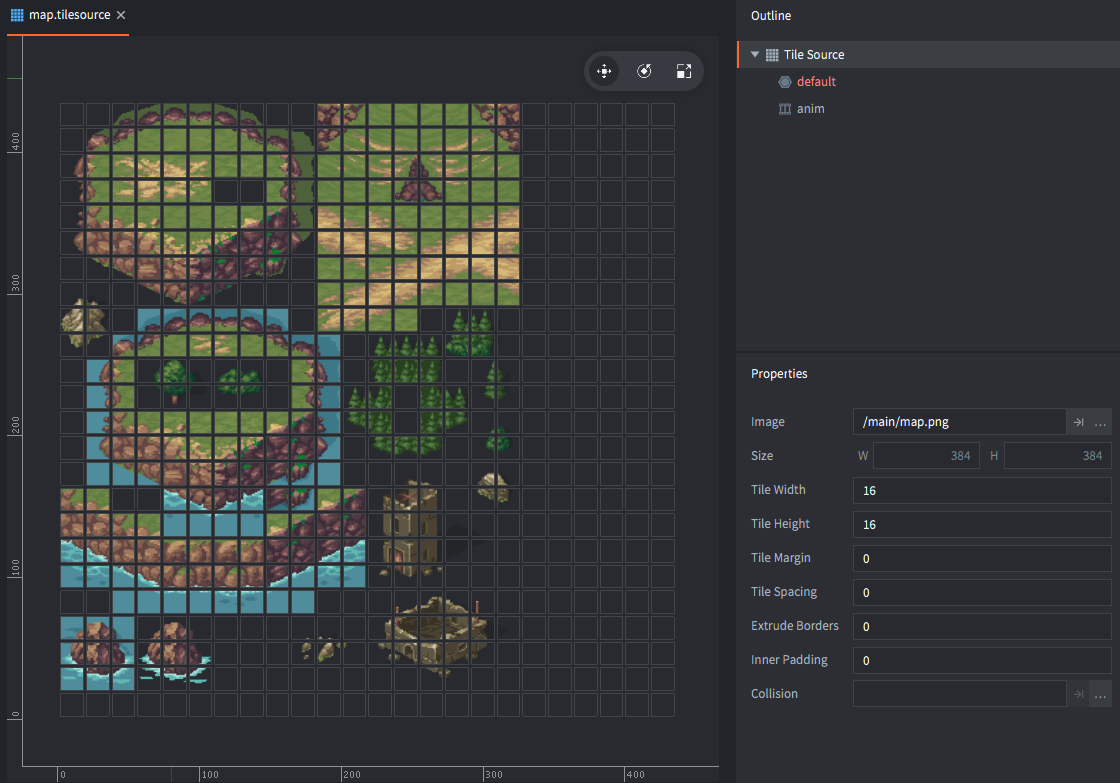 map.tilesource
Outline
Tile Source
default
anim
Properties
Image /main/map.png ...
Size W 384 H 384
Tile Width 16
Tile Height 16
Tile Margin 0
Tile Spacing 0
Extrude Borders 0
Inner Padding 0
Collision ...
400
300
200
100
0
0 100 200 300 400